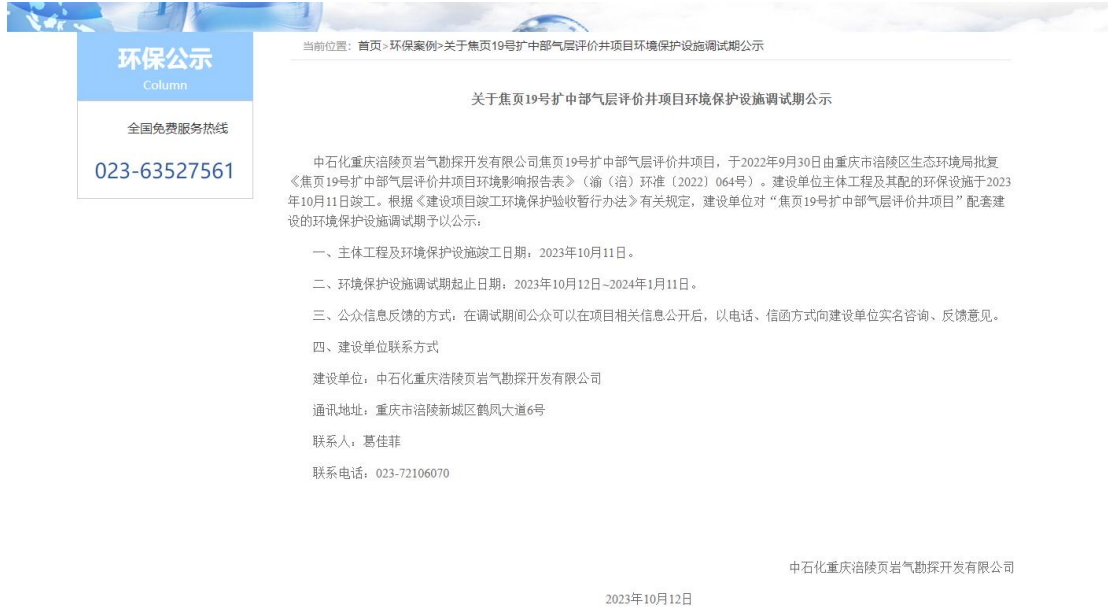 环保公示
Column
全国免费服务热线
023-63527561
当前位置：首页>环保案例>关于焦页19号扩中部气层评价井项目环境保护设施调试期公示
关于焦页19号扩中部气层评价井项目环境保护设施调试期公示
中石化重庆涪陵页岩气勘探开发有限公司焦页19号扩中部气层评价井项目，于2022年9月30日由重庆市涪陵区生态环境局批复
《焦页19号扩中部气层评价井项目环境影响报告表》（渝（涪）环准〔2022〕064号）。建设单位主体工程及其配的环保设施于2023
年10月11日竣工。根据《建设项目竣工环境保护验收暂行办法》有关规定，建设单位对“焦页19号扩中部气层评价井项目”配套建
设的环境保护设施调试期予以公示：
一、主体工程及环境保护设施竣工日期：2023年10月11日。
二、环境保护设施调试期起止日期：2023年10月12日~2024年1月11日。
三、公众信息反馈的方式：在调试期间公众可以在项目相关信息公开后，以电话、信函方式向建设单位实名咨询、反馈意见。
四、建设单位联系方式
建设单位：中石化重庆涪陵页岩气勘探开发有限公司
通讯地址：重庆市涪陵新城区鹤凤大道6号
联系人：葛佳菲
联系电话：023-72106070
中石化重庆涪陵页岩气勘探开发有限公司
2023年10月12日